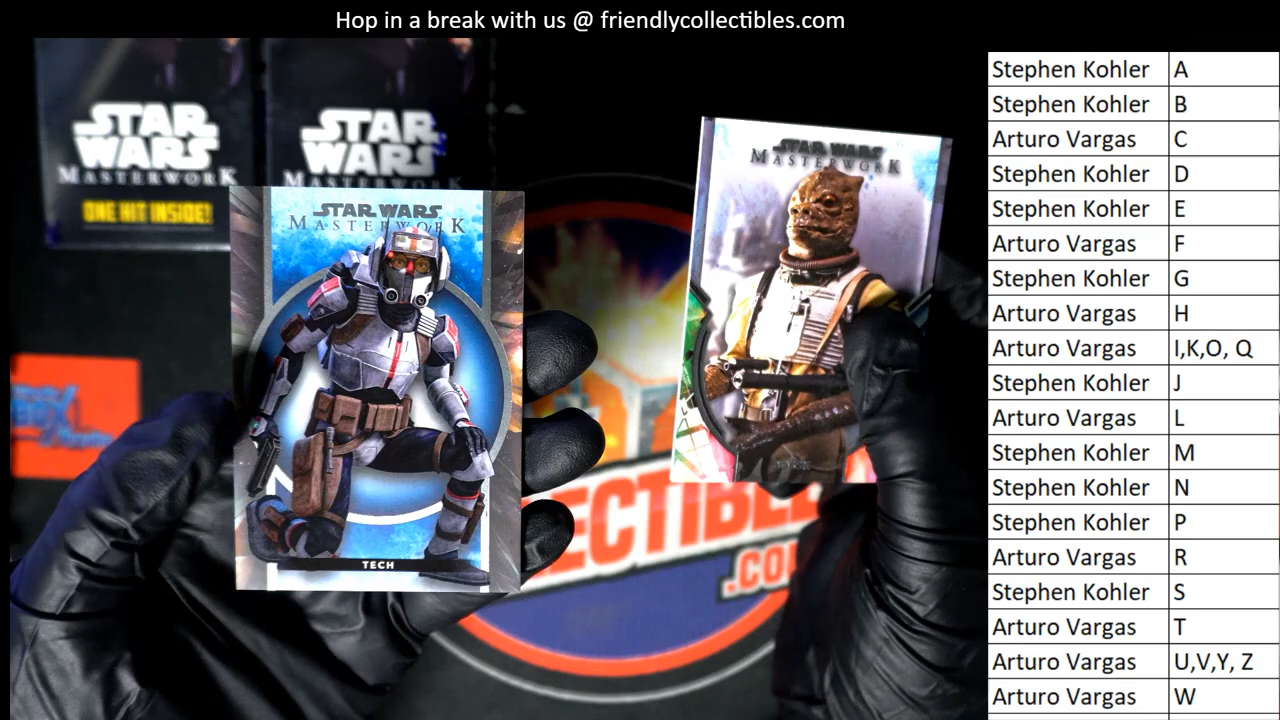 Hop in a break with us @ friendlycollectibles.com
STAR
WARS
MASTERWORK
ONE HIT INSIDE!
STAR
WARS
MASTERWORK
STAR WARS
MASTERWORK
TECH
STAR WARS
MASTERWORK
ECTIBLE
.CO
Stephen Kohler A
Stephen Kohler B
Arturo Vargas C
Stephen Kohler D
Stephen Kohler E
Arturo Vargas F
Stephen Kohler G
Arturo Vargas H
Arturo Vargas I,K,O, Q
Stephen Kohler J
Arturo Vargas L
Stephen Kohler M
Stephen Kohler N
Stephen Kohler P
Arturo Vargas R
Stephen Kohler S
Arturo Vargas T
Arturo Vargas U,V,Y, Z
Arturo Vargas W